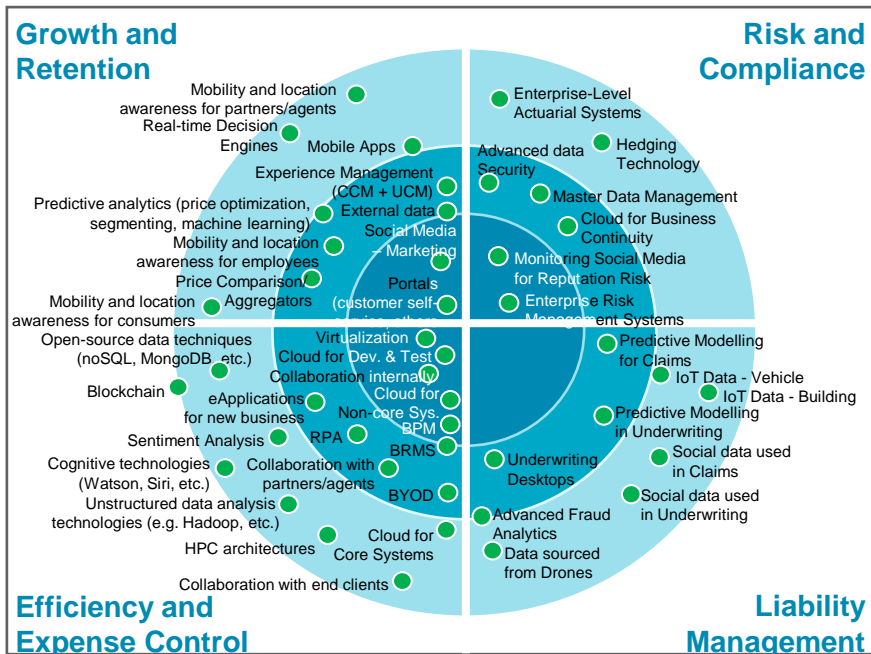 Growth and
Retention
Risk and
Compliance
Mobility and location
awareness for partners/agents
Real-time Decision
Engines
Mobile Apps
Experience Management
(CCM + UCM)
External data
Predictive analytics (price optimization,
segmenting, machine learning)
Social Media
– Marketing
Mobility and location
awareness for employees
Price Comparison/
Aggregators
Portals
(customer self-
Mobility and location
awareness for consumers
Enterprise-Level
Actuarial Systems
Hedging
Technology
Advanced data
Security
Master Data Management
Cloud for Business
Continuity
Monitoring Social Media
for Reputation Risk
Enterprise Risk
Management Systems
Open-source data techniques
(noSQL, MongoDB, etc.)
Virtualization
Cloud for Dev. & Test
Collaboration internally
Blockchain
eApplications
for new business
Cloud for
Non-core Sys.
BPM
Sentiment Analysis
RPA
BRMS
Cognitive technologies
(Watson, Siri, etc.)
Collaboration with
partners/agents
BYOD
Unstructured data analysis
technologies (e.g. Hadoop, etc.)
HPC architectures
Cloud for
Core Systems
Collaboration with end clients
Predictive Modelling
for Claims
IoT Data - Vehicle
IoT Data - Building
Predictive Modelling
in Underwriting
Social data used
in Claims
Underwriting
Desktops
Social data used
in Underwriting
Advanced Fraud
Analytics
Data sourced
from Drones
Efficiency and
Expense Control
Liability
Management